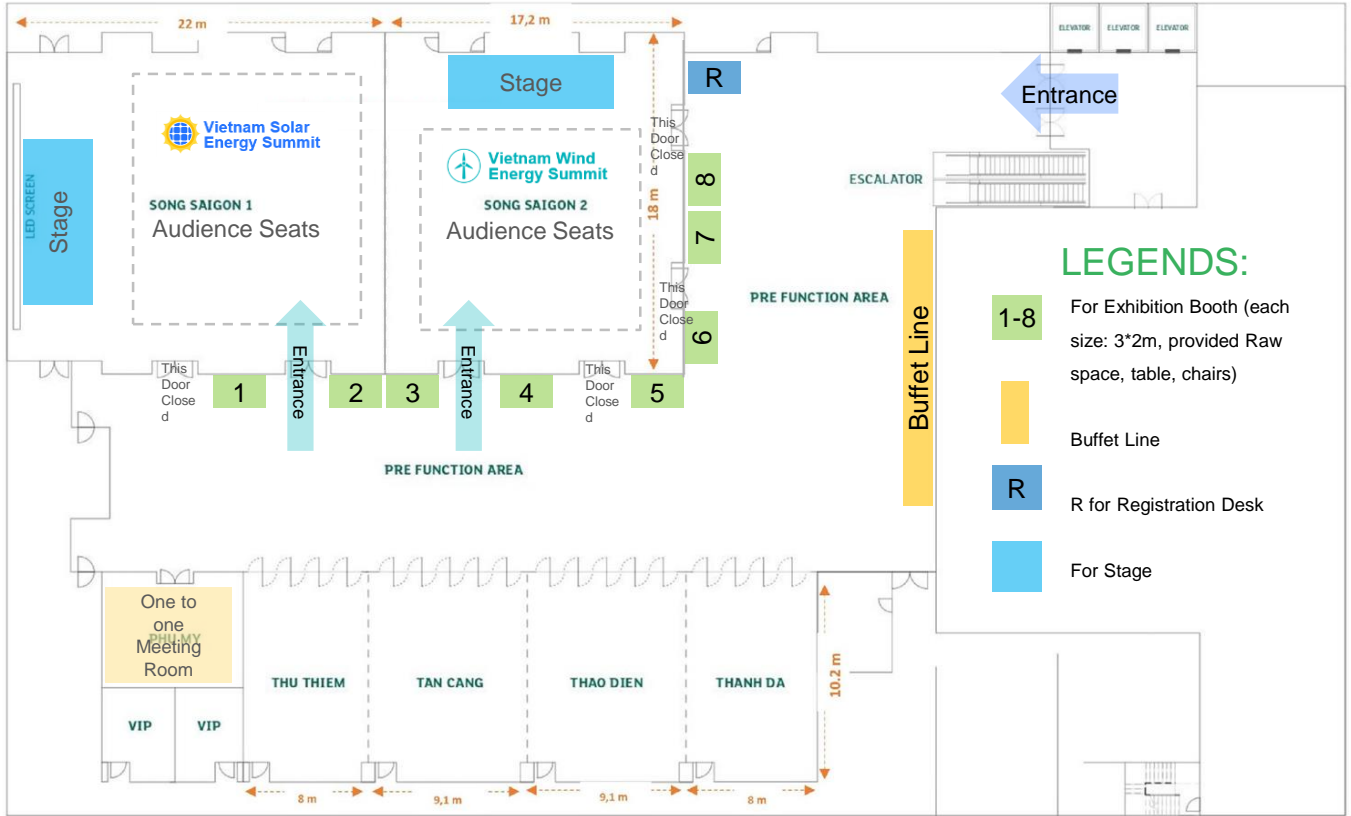 22 m
17,2 m
ELEVATOR
ELEVATOR
ELEVATOR
Stage
R
Entrance
Vietnam Solar
Energy Summit
This
Door
Close
d
Vietnam Wind
Energy Summit
8
ESCALATOR
LED SCREEN
Stage
SONG SAIGON 1
Audience Seats
SONG SAIGON 2
Audience Seats
18 m
7
PRE FUNCTION AREA
This
Door
Close
d
6
Buffet Line
LEGENDS:
1-8
For Exhibition Booth (each
size: 3*2m, provided Raw
space, table, chairs)
Buffet Line
R
R for Registration Desk
For Stage
This
Door
Close
d
1
Entrance
2
3
Entrance
4
This
Door
Close
d
5
PRE FUNCTION AREA
One to
one
PHU MY
Meeting
Room
THU THIEM
TAN CANG
THAO DIEN
THANH DA
10.2 m
VIP
VIP
8 m
9,1 m
9,1 m
8 m